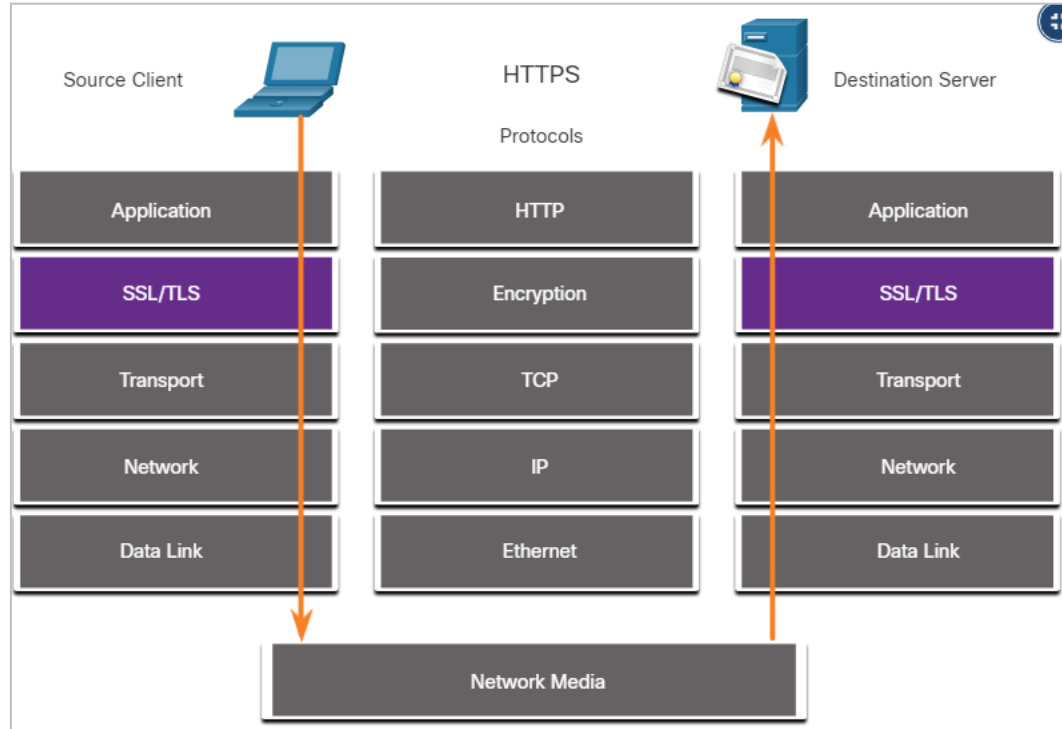 Source Client
HTTPS
Destination Server
Protocols
Application
HTTP
Application
SSL/TLS
Encryption
SSL/TLS
Transport
TCP
Transport
Network
IP
Network
Data Link
Ethernet
Data Link
Network Media